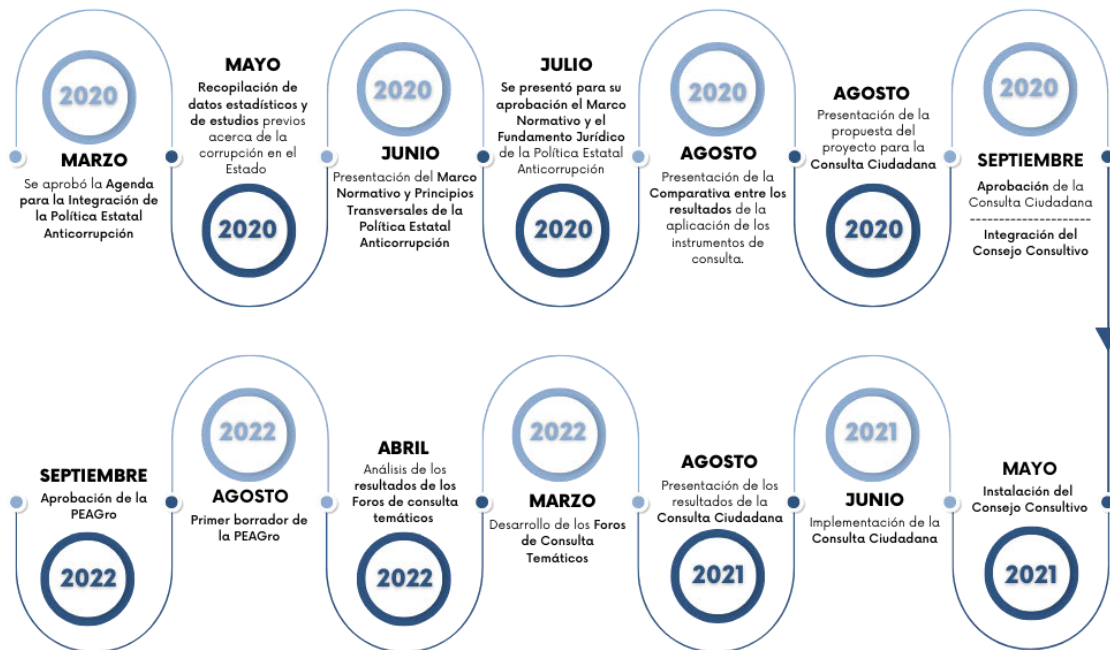 2020
MARZO
Se aprobó la Agenda
para la Integración de
la Política Estatal
Anticorrupción
MAYO
Recopilación de
datos estadísticos y
de estudios previos
acerca de la
corrupción en el
Estado
2020
2020
JUNIO
Presentación del Marco
Normativo y Principios
Transversales de la
Política Estatal
Anticorrupción
JULIO
Se presentó para su
aprobación el Marco
Normativo y el
Fundamento Jurídico
de la Política Estatal
Anticorrupción
2020
2020
AGOSTO
Presentación de la
Comparativa entre los
resultados de la
aplicación de los
instrumentos de
consulta.
AGOSTO
Presentación de la
propuesta del
proyecto para la
Consulta Ciudadana
2020
2020
SEPTIEMBRE
Aprobación de la
Consulta Ciudadana
---------------------
Integración del
Consejo Consultivo
MAYO
Instalación del
Consejo Consultivo
2021
2021
JUNIO
Implementación de la
Consulta Ciudadana
AGOSTO
Presentación de los
resultados de la
Consulta Ciudadana
2021
2022
MARZO
Desarrollo de los Foros
de Consulta
Temáticos
ABRIL
Análisis de los
resultados de los
Foros de consulta
temáticos
2022
2022
AGOSTO
Primer borrador de
la PEAGro
SEPTIEMBRE
Aprobación de la
PEAGro
2022